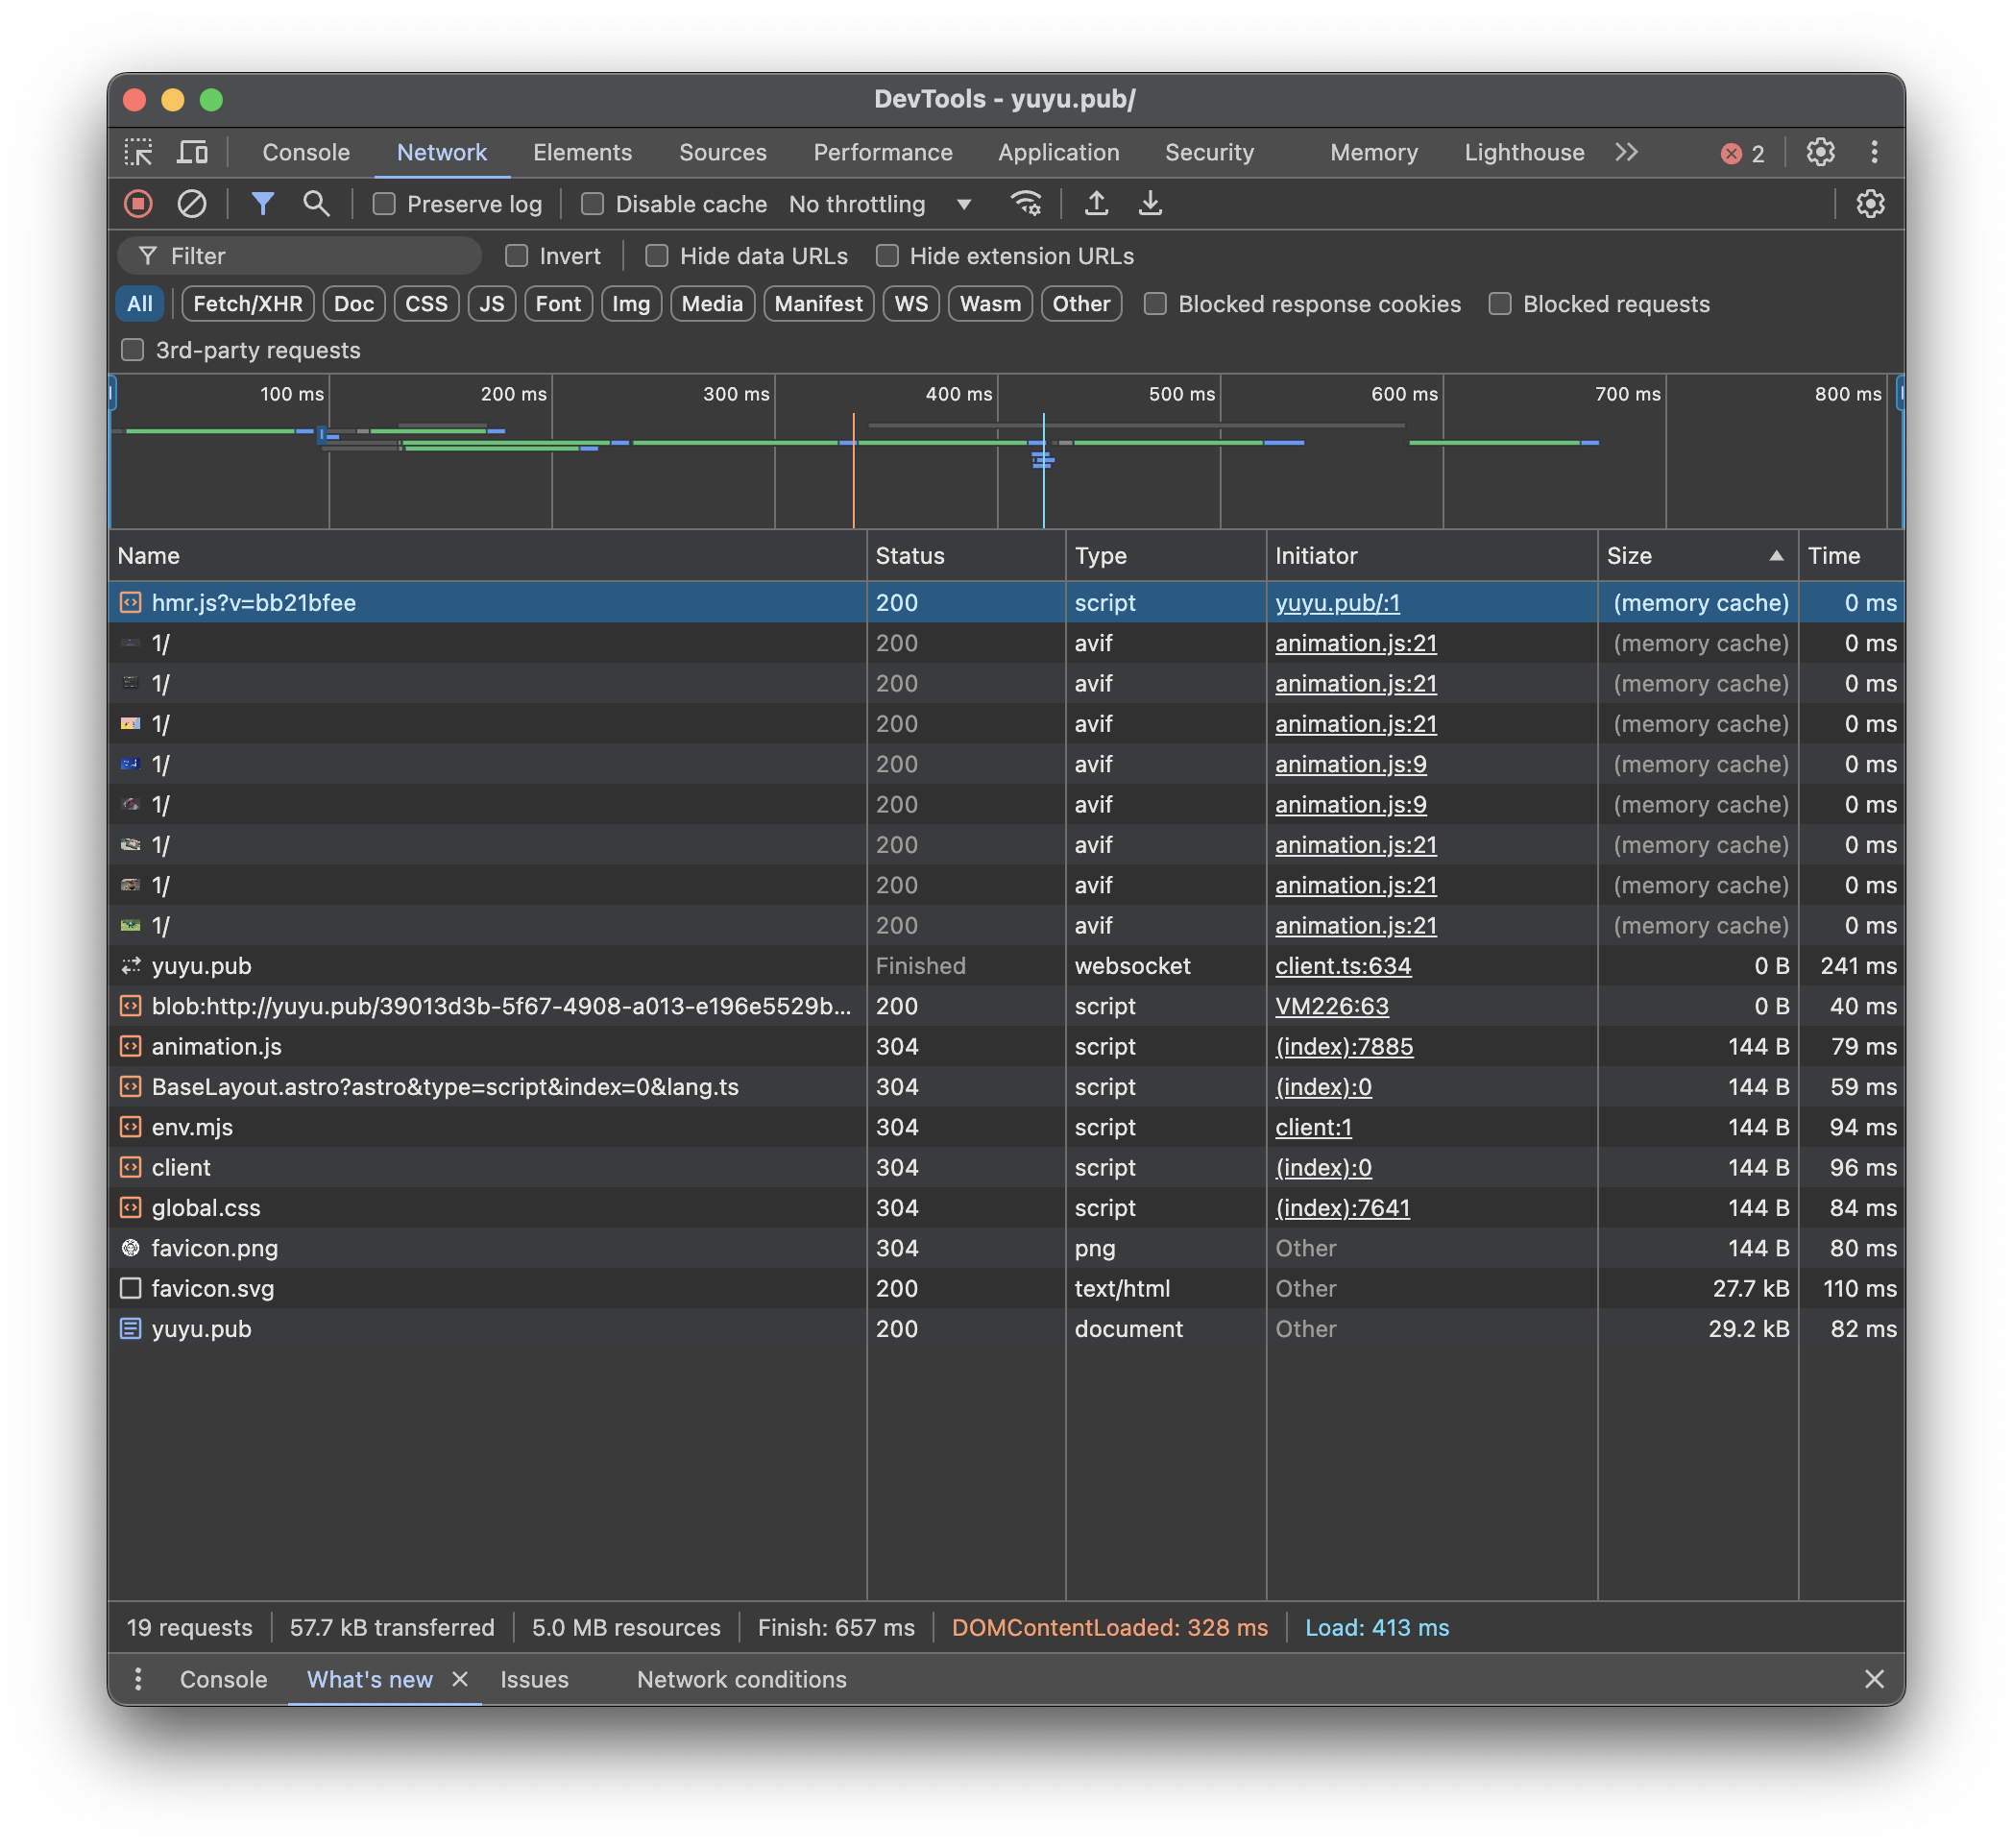 DevTools - yuyu.pub/
Console Network Elements Sources Performance Application Security Memory Lighthouse 2
Preserve log Disable cache No throttling
Filter Invert Hide data URLs Hide extension URLs
All Fetch/XHR Doc CSS JS Font Img Media Manifest WS Wasm Other Blocked response cookies Blocked requests
3rd-party requests
100 ms 200 ms 300 ms 400 ms 500 ms 600 ms 700 ms 800 ms
Name Status Type Initiator Size Time
hmr.js?v=bb21bfee 200 script yuyu.pub/:1 (memory cache) 0 ms
1/ 200 avif animation.js:21 (memory cache) 0 ms
1/ 200 avif animation.js:21 (memory cache) 0 ms
1/ 200 avif animation.js:21 (memory cache) 0 ms
1/ 200 avif animation.js:9 (memory cache) 0 ms
1/ 200 avif animation.js:9 (memory cache) 0 ms
1/ 200 avif animation.js:21 (memory cache) 0 ms
1/ 200 avif animation.js:21 (memory cache) 0 ms
1/ 200 avif animation.js:21 (memory cache) 0 ms
yuyu.pub Finished websocket client.ts:634 0 B 241 ms
blob:http://yuyu.pub/39013d3b-5f67-4908-a013-e196e5529b... 200 script VM226:63 0 B 40 ms
animation.js 304 script (index):7885 144 B 79 ms
BaseLayout.astro?astro&type=script&index=0&lang.ts 304 script (index):0 144 B 59 ms
env.mjs 304 script client:1 144 B 94 ms
client 304 script (index):0 144 B 96 ms
global.css 304 script (index):7641 144 B 84 ms
favicon.png 304 png Other 144 B 80 ms
favicon.svg 200 text/html Other 27.7 kB 110 ms
yuyu.pub 200 document Other 29.2 kB 82 ms
19 requests 57.7 kB transferred 5.0 MB resources Finish: 657 ms DOMContentLoaded: 328 ms Load: 413 ms
Console What's new Issues Network conditions